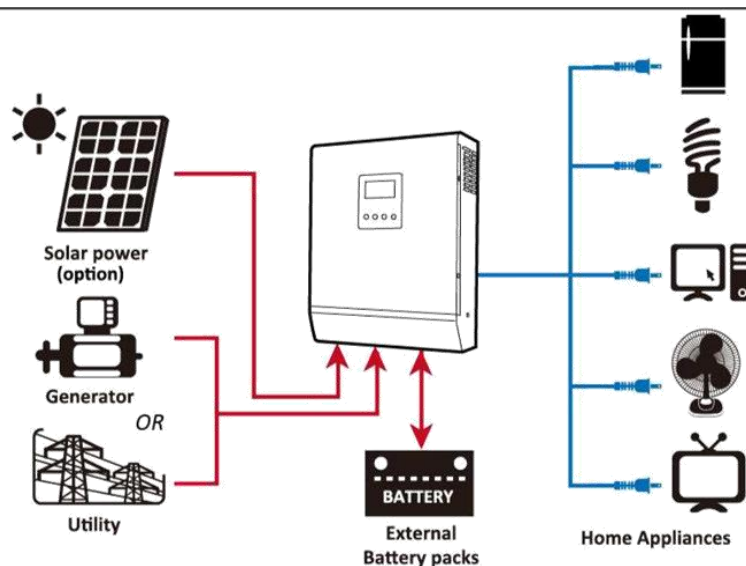 Solar power
(option)
Generator
OR
Utility
BATTERY
External
Battery packs
Home Appliances